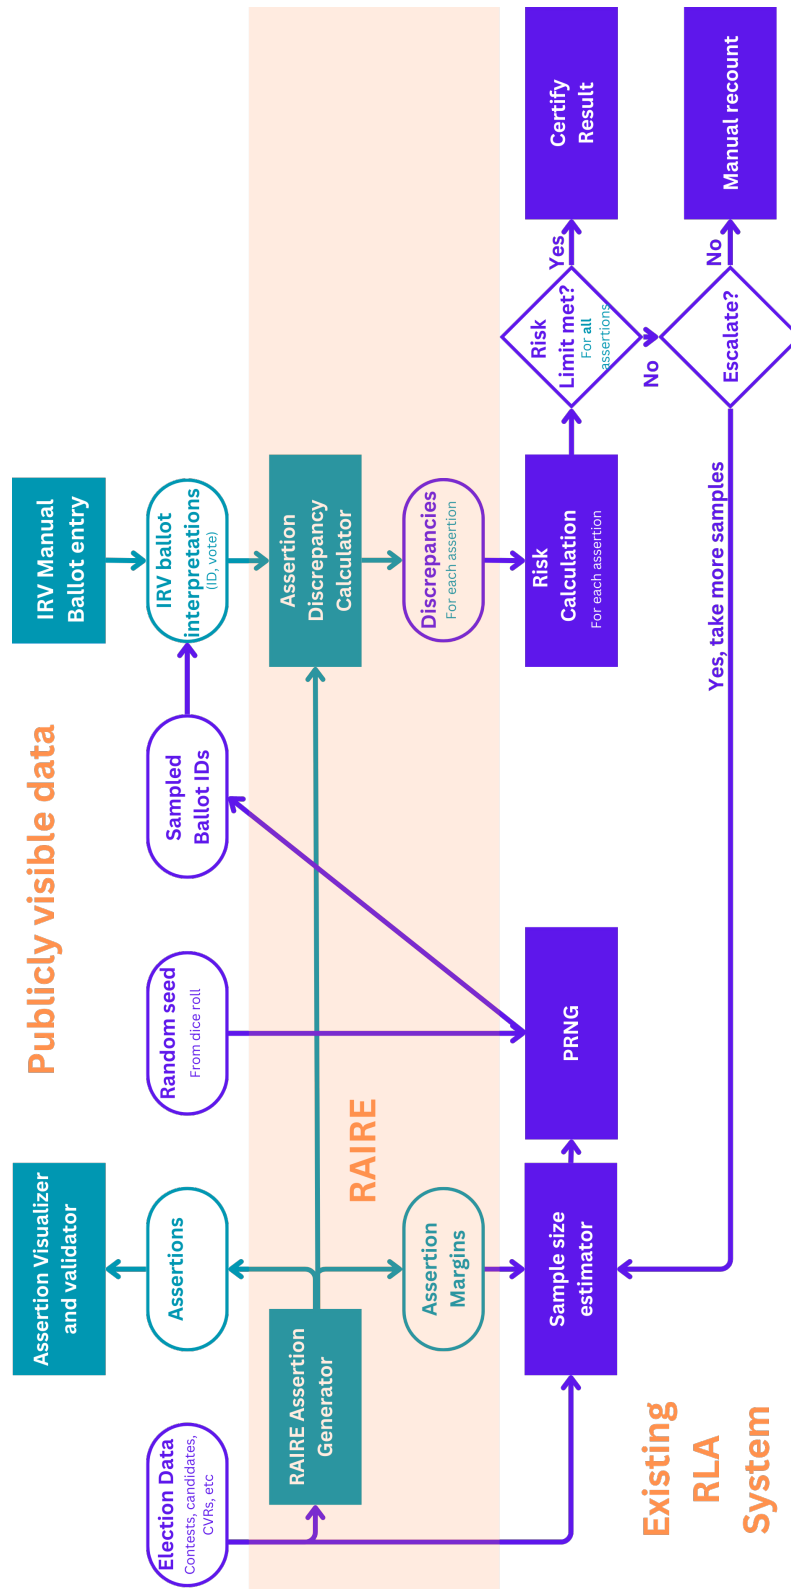 Publicly visible data
Assertion Visualizer
and validator
IRV Manual
Ballot entry
Election Data
Contests, candidates,
CVRs, etc
Assertions
Random seed
From dice roll
Sampled
Ballot IDs
IRV ballot
interpretations
(ID, vote)
RAIRE Assertion
Generator
RAIRE
Assertion
Discrepancy
Calculator
Assertion
Margins
Discrepancies
For each assertion
Existing
RLA
System
Sample size
estimator
PRNG
Risk
Calculation
For each assertion
Risk
Limit met?
For all
assertions
Yes
Certify
Result
No
Yes, take more samples
Escalate?
No
Manual recount